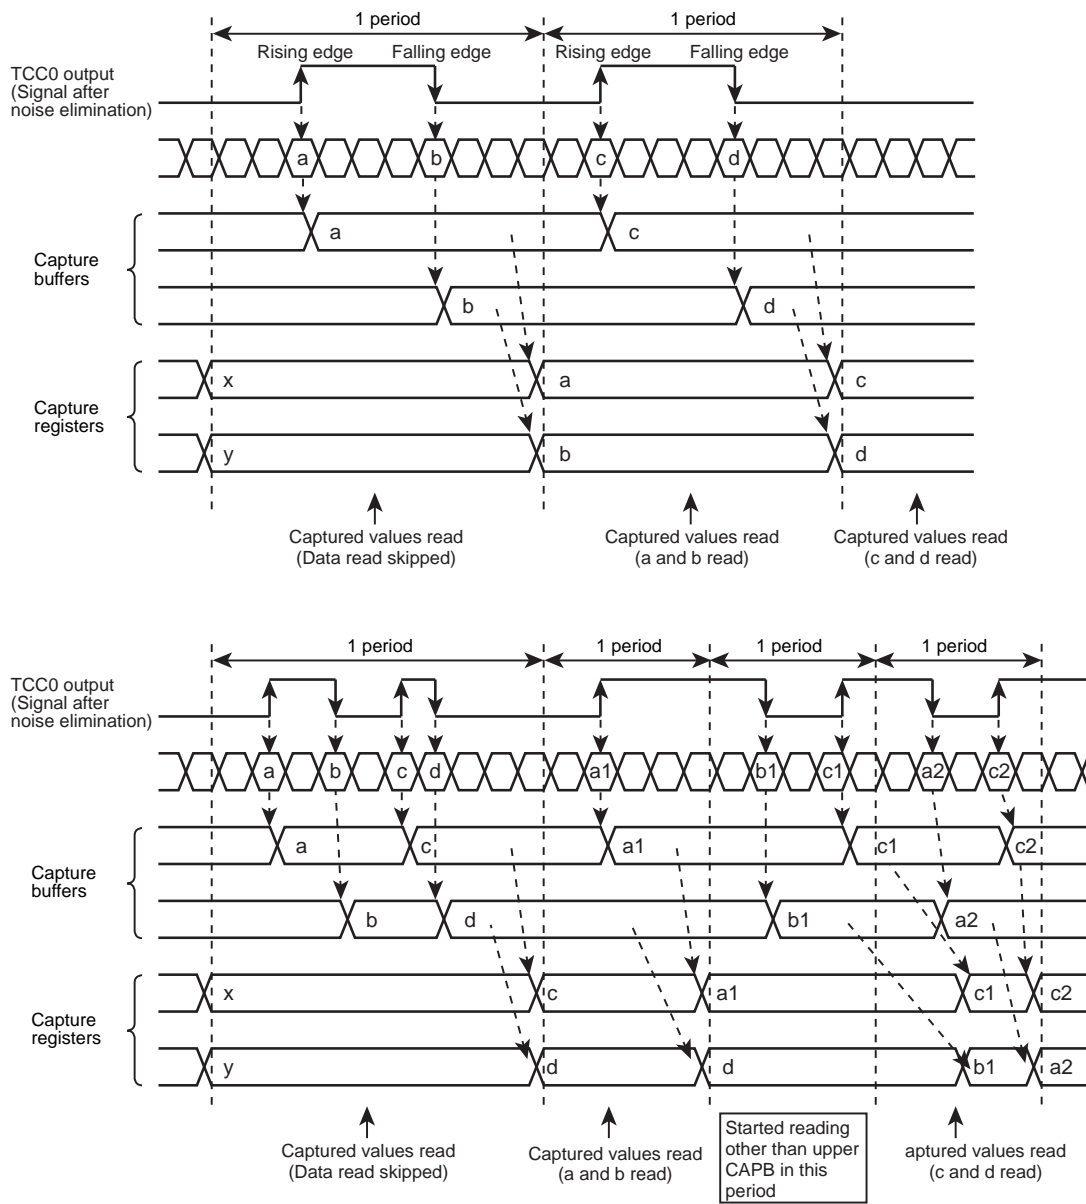 1 period
1 period
Rising edge
Falling edge
Rising edge
Falling edge
TCC0 output
(Signal after
noise elimination)
a
b
c
d
a
c
Capture
buffers
b
d
x
a
c
Capture
registers
y
b
d
Captured values read
(Data read skipped)
Captured values read
(a and b read)
Captured values read
(c and d read)
1 period
1 period
1 period
1 period
TCC0 output
(Signal after
noise elimination)
a
b
c
d
a1
b1
c1
a2
c2
a
c
a1
c1
c2
Capture
buffers
b
d
b1
a2
x
c
a1
c1
c2
Capture
registers
y
d
d
b1
a2
Captured values read
(Data read skipped)
Captured values read
(a and b read)
Started reading
other than upper
CAPB in this
period
aptured values read
(c and d read)